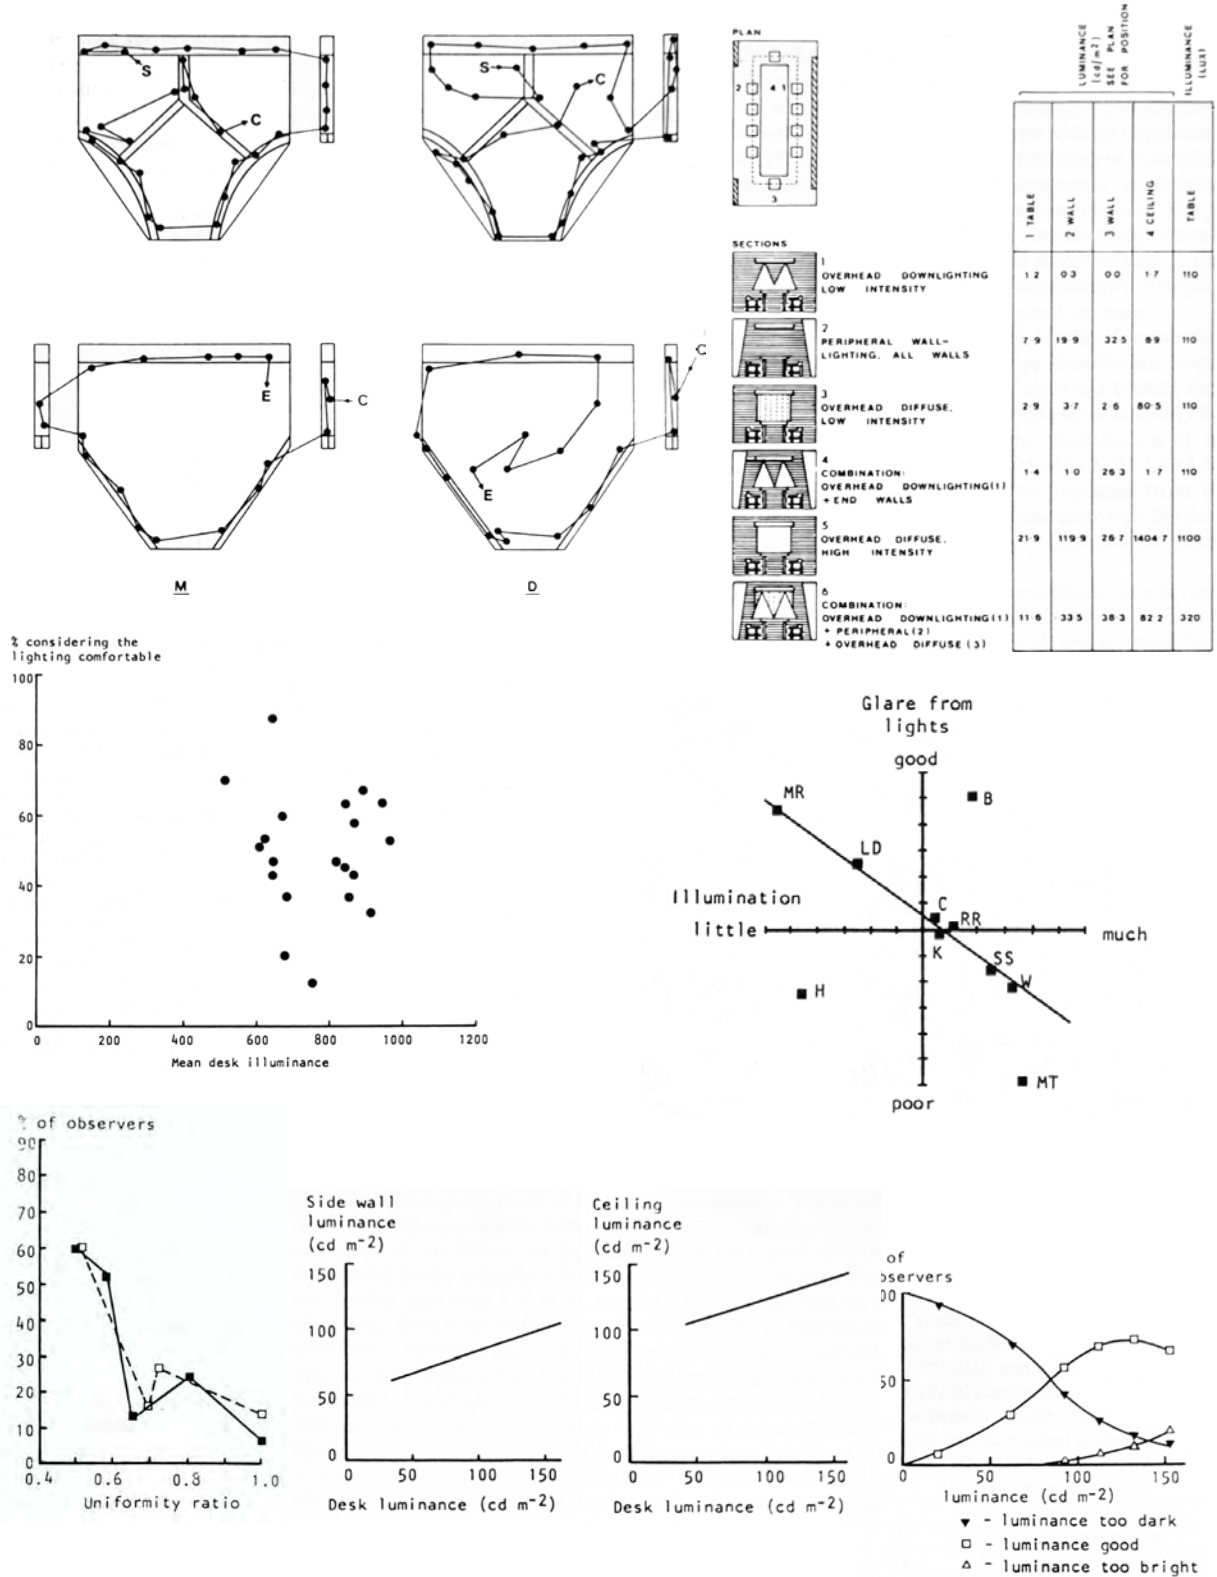 S
C
S
C
E
C
E
C
M
D
PLAN
2
4 1
3
LUMINANCE
(cd/m²)
SEE PLAN
FOR POSITION
ILLUMINANCE
(LUX)
1 TABLE
2 WALL
3 WALL
4 CEILING
TABLE
SECTIONS
1
OVERHEAD DOWNLIGHTING
LOW INTENSITY
1·2 0·3 0·0 1·7 110
2
PERIPHERAL WALL-
LIGHTING, ALL WALLS
7·9 19·9 32·5 8·9 110
3
OVERHEAD DIFFUSE,
LOW INTENSITY
2·9 3·7 2·6 80·5 110
4
COMBINATION:
OVERHEAD DOWNLIGHTING(1)
+ END WALLS
1·4 1·0 26·3 1·7 110
5
OVERHEAD DIFFUSE,
HIGH INTENSITY
21·9 119·9 26·7 1404·7 1100
6
COMBINATION:
OVERHEAD DOWNLIGHTING(1)
+ PERIPHERAL(2)
+ OVERHEAD DIFFUSE (3)
11·6 33·5 38·3 82·2 320
% considering the
lighting comfortable
100
80
60
40
20
0
0 200 400 600 800 1000 1200
Mean desk illuminance
Glare from
lights
good
MR
B
LD
Illumination
little
C
RR
much
K
SS
W
H
MT
poor
% of observers
90
80
70
60
50
40
30
20
10
0
0.4 0.6 0.8 1.0
Uniformity ratio
Side wall
luminance
(cd m-2)
150
100
50
0
0 50 100 150
Desk luminance (cd m-2)
Ceiling
luminance
(cd m-2)
150
100
50
0
0 50 100 150
Desk luminance (cd m-2)
of
bservers
00
50
0
0 50 100 150
luminance (cd m-2)
▼ - luminance too dark
□ - luminance good
△ - luminance too bright